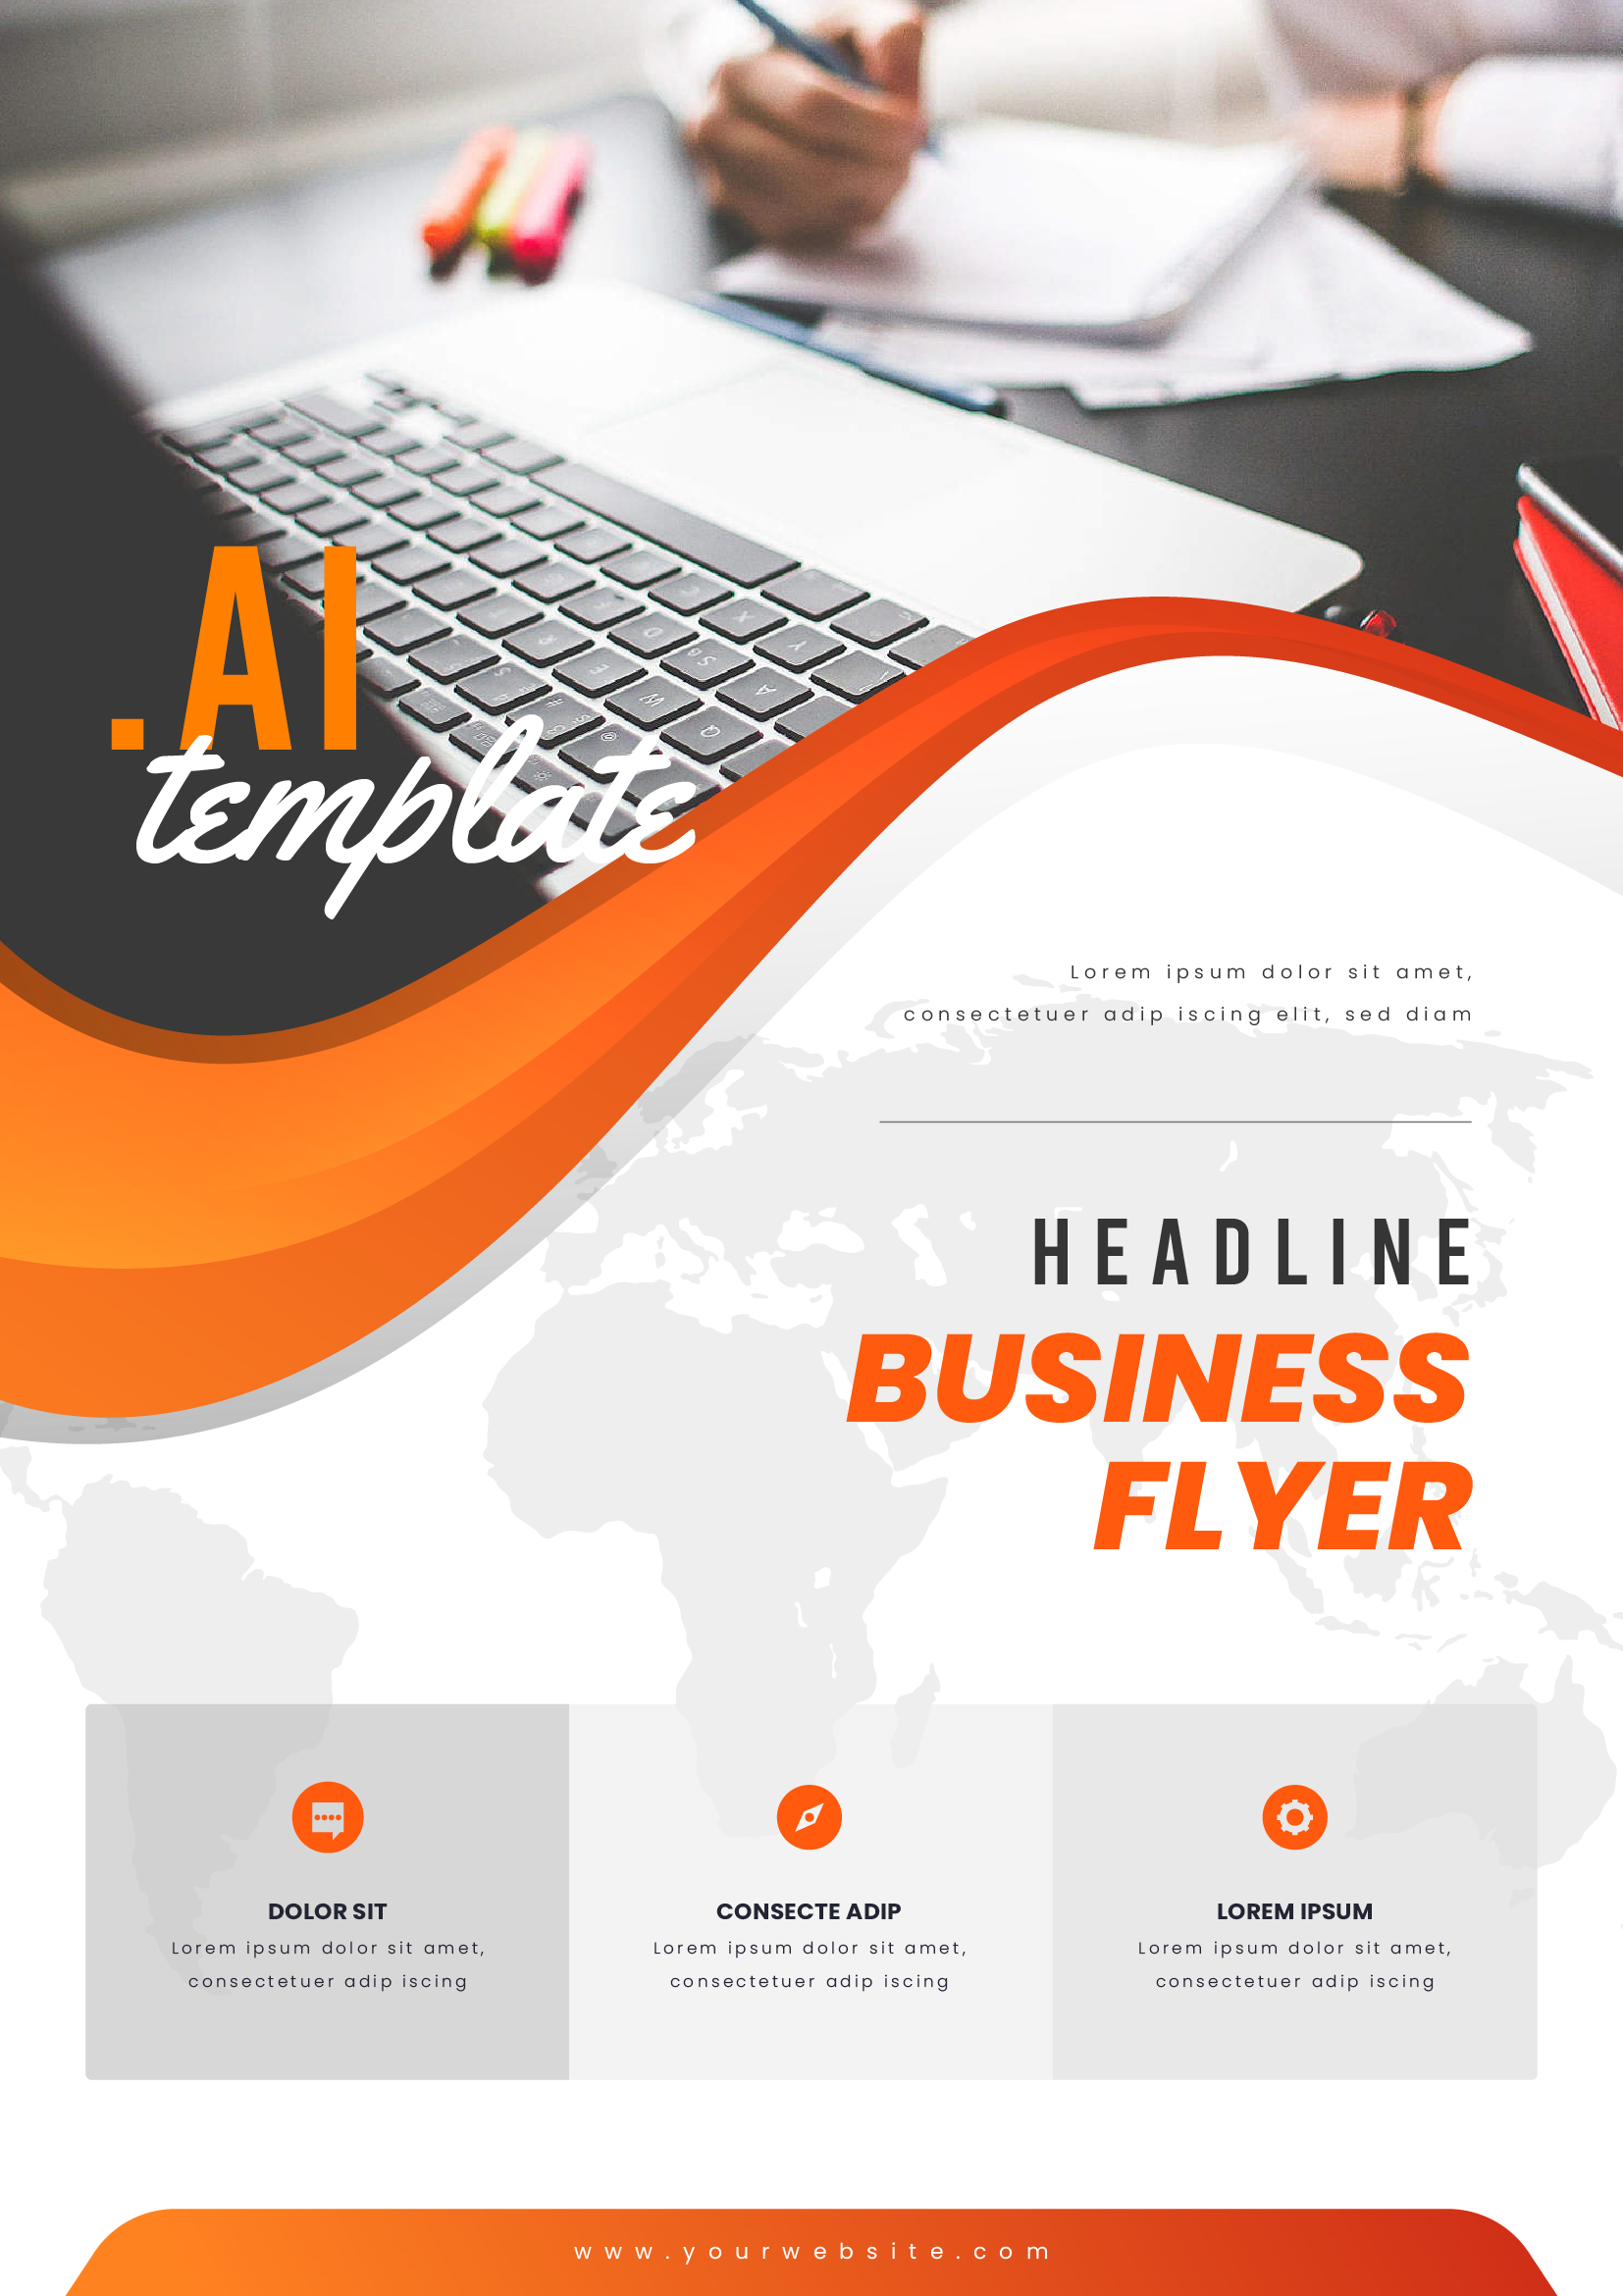 .AI
template
Lorem ipsum dolor sit amet,
consectetuer adip iscing elit, sed diam
HEADLINE
BUSINESS
FLYER
DOLOR SIT
Lorem ipsum dolor sit amet,
consectetuer adip iscing
CONSECTE ADIP
Lorem ipsum dolor sit amet,
consectetuer adip iscing
LOREM IPSUM
Lorem ipsum dolor sit amet,
consectetuer adip iscing
www.yourwebsite.com